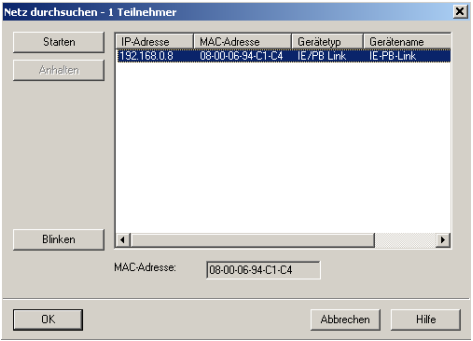 Netz durchsuchen - 1 Teilnehmer
Starten
Anhalten
IP-Adresse MAC-Adresse Gerätetyp Gerätename
192.168.0.8 08-00-06-94-C1-C4 IE/PB Link IE-PB-Link
Blinken
MAC-Adresse: 08-00-06-94-C1-C4
OK Abbrechen Hilfe